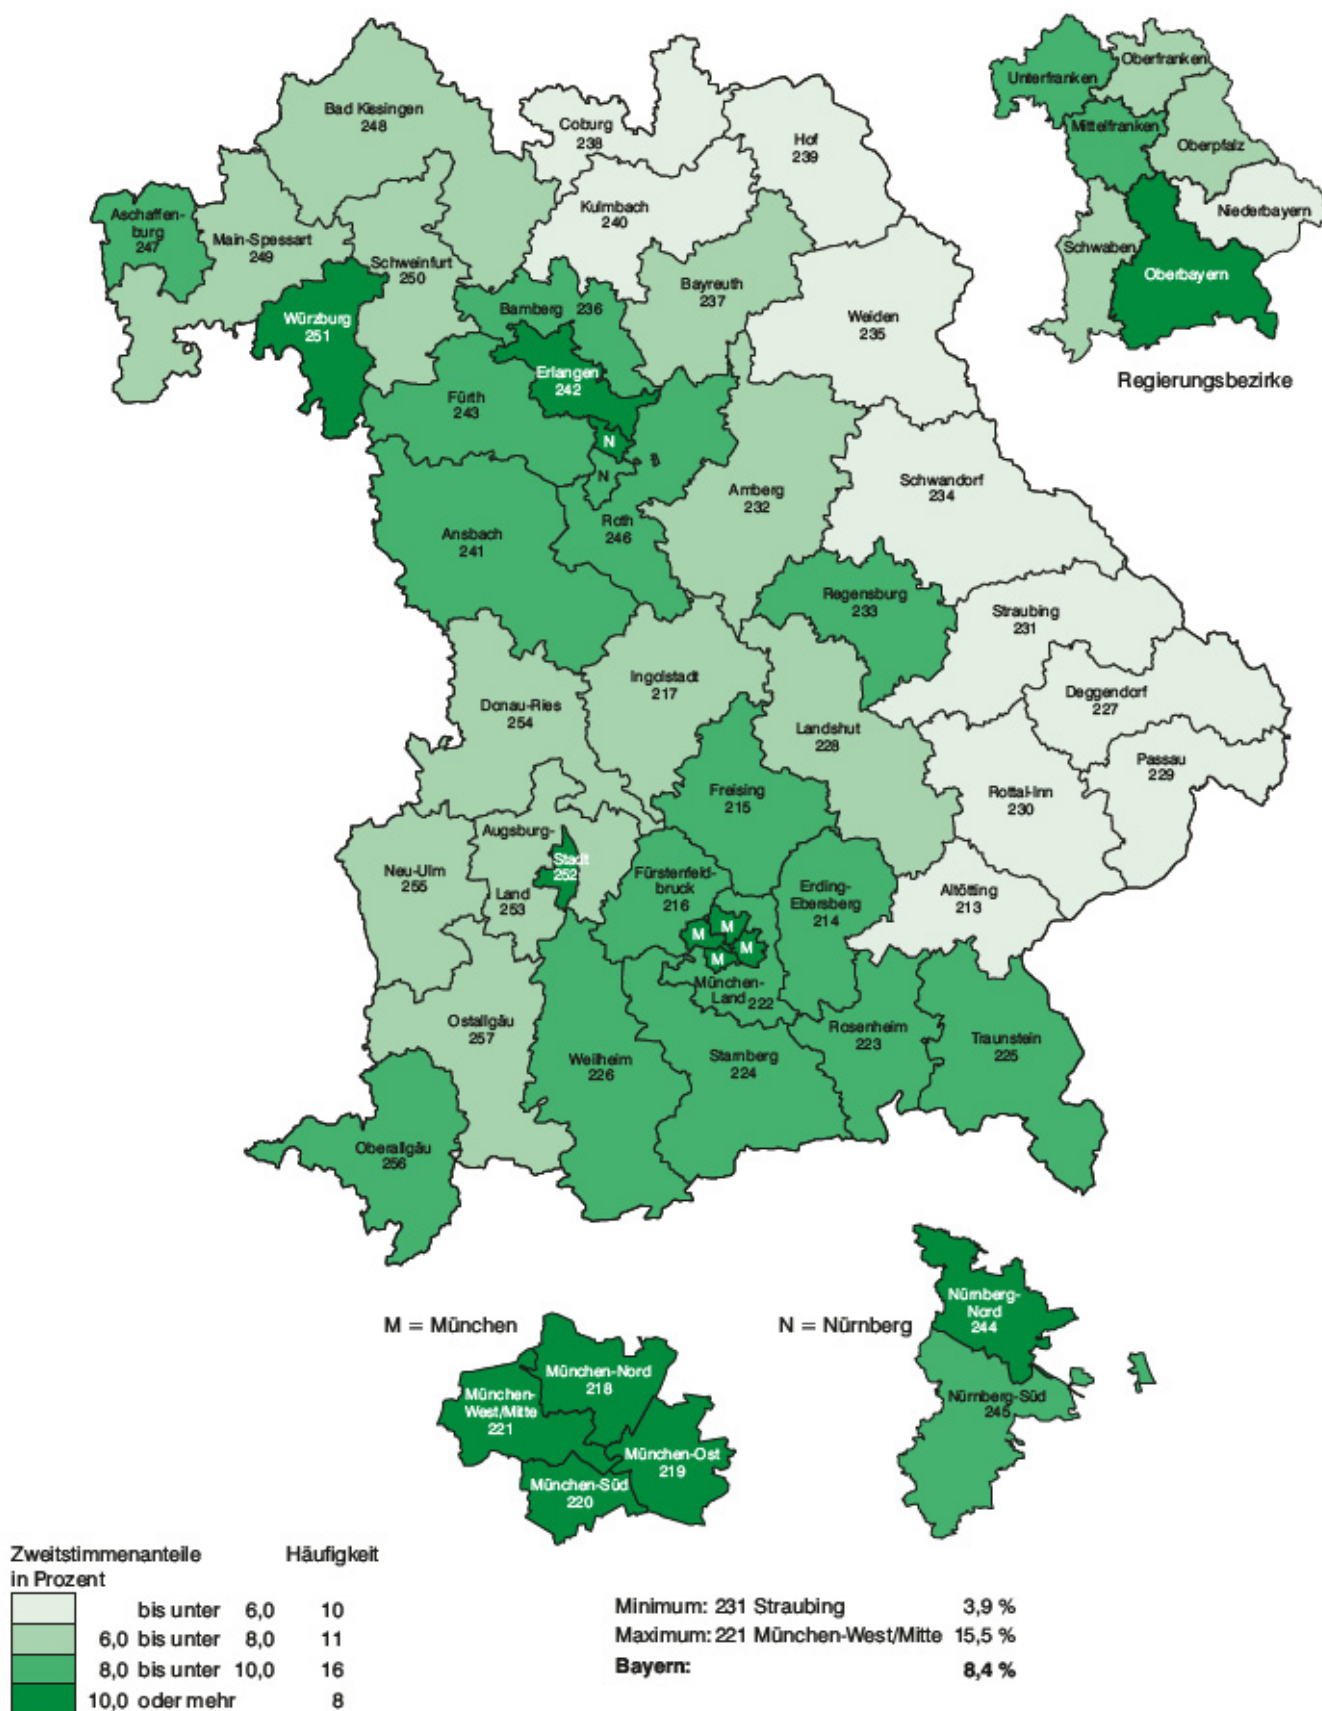 Bad Kissingen
248
Coburg
238
Hof
239
Kulmbach
240
Aschaffen-
burg
247
Main-Spessart
249
Schweinfurt
250
Bayreuth
237
Bamberg 236
Würzburg
251
Weiden
235
Erlangen
242
Fürth
243
N
N
Amberg
232
Schwandorf
234
Ansbach
241
Roth
246
Regensburg
233
Straubing
231
Ingolstadt
217
Deggendorf
227
Donau-Ries
254
Landshut
228
Passau
229
Freising
215
Rottal-Inn
230
Augsburg-
Stadt
252
Neu-Ulm
255
Land
253
Fürstenfeld-
bruck
216
Erding-
Ebersberg
214
Altötting
213
M
M
M
M
München-
Land 222
Ostallgäu
257
Rosenheim
223
Traunstein
225
Weilheim
226
Starnberg
224
Oberallgäu
256
Oberfranken
Unterfranken
Mittelfranken
Oberpfalz
Niederbayern
Schwaben
Oberbayern
Regierungsbezirke
M = München
München-Nord
218
München-
West/Mitte
221
München-Ost
219
München-Süd
220
N = Nürnberg
Nürnberg-
Nord
244
Nürnberg-Süd
245
Zweitstimmenanteile Häufigkeit
in Prozent
bis unter 6,0 10
6,0 bis unter 8,0 11
8,0 bis unter 10,0 16
10,0 oder mehr 8
Minimum: 231 Straubing 3,9 %
Maximum: 221 München-West/Mitte 15,5 %
Bayern: 8,4 %